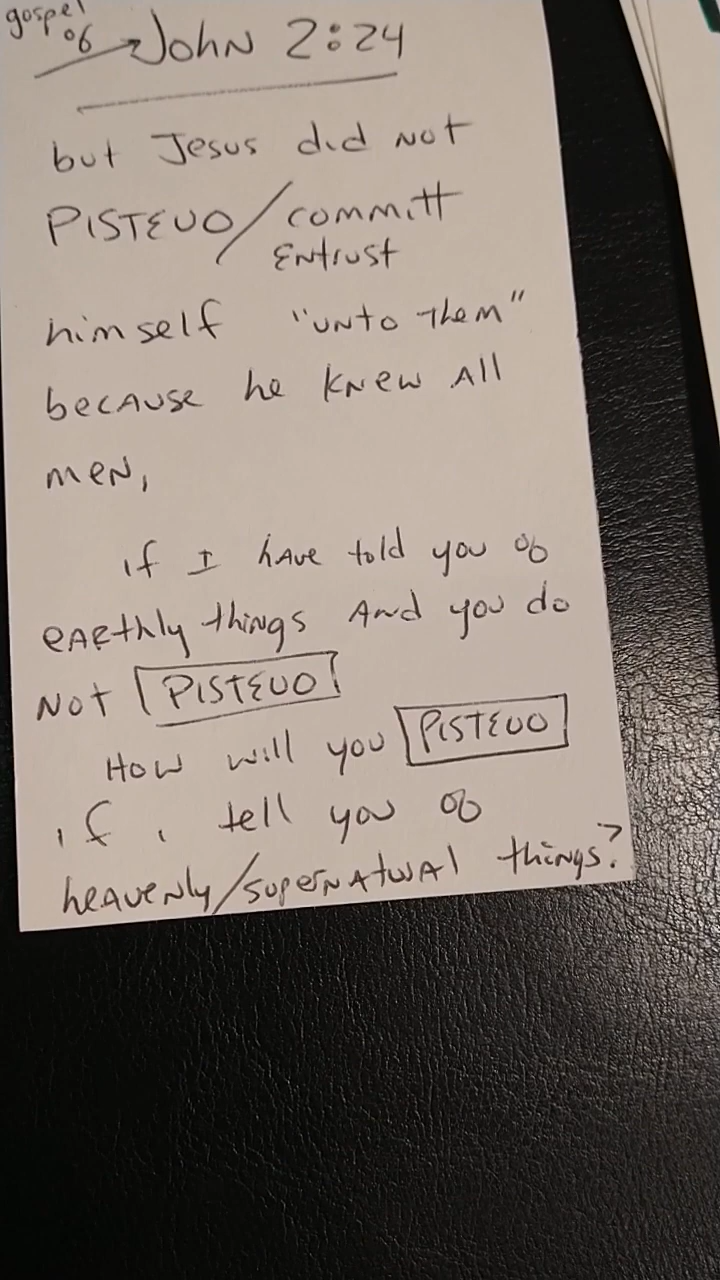 gospel
of → John 2:24
but Jesus did not
PISTEUO/committ
Entrust
himself "unto them"
because he knew All
men,
if I have told you of
earthly things And you do
Not PISTEUO
How will you PISTEUO
if i tell you of
heavenly/supernatural things?